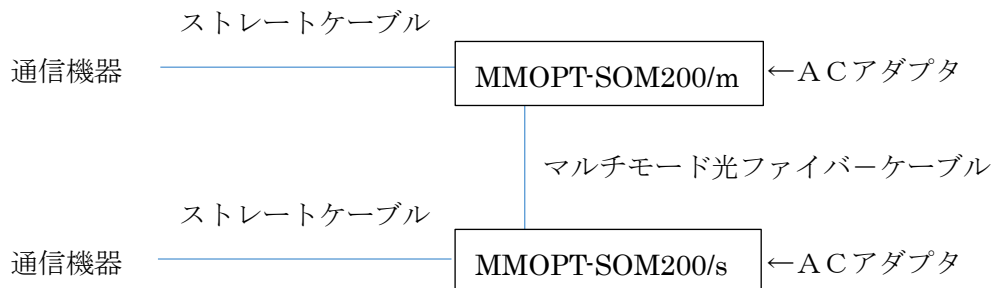 ストレートケーブル
通信機器
MMOPT-SOM200/m
←ＡＣアダプタ
マルチモード光ファイバーケーブル
ストレートケーブル
通信機器
MMOPT-SOM200/s
←ＡＣアダプタ